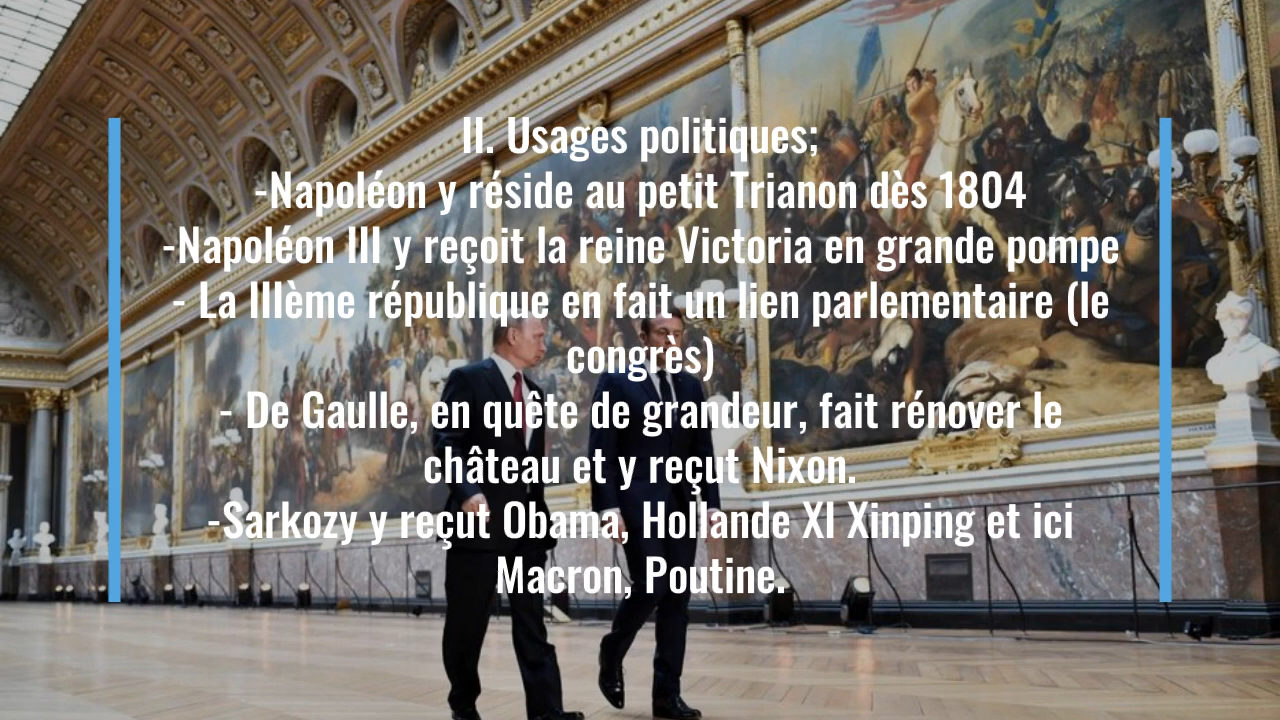 II. Usages politiques;
-Napoléon y réside au petit Trianon dès 1804
-Napoléon III y reçoit la reine Victoria en grande pompe
- La IIIème république en fait un lien parlementaire (le
congrès)
- De Gaulle, en quête de grandeur, fait rénover le
château et y reçut Nixon.
-Sarkozy y reçut Obama, Hollande XI Xinping et ici
Macron, Poutine.